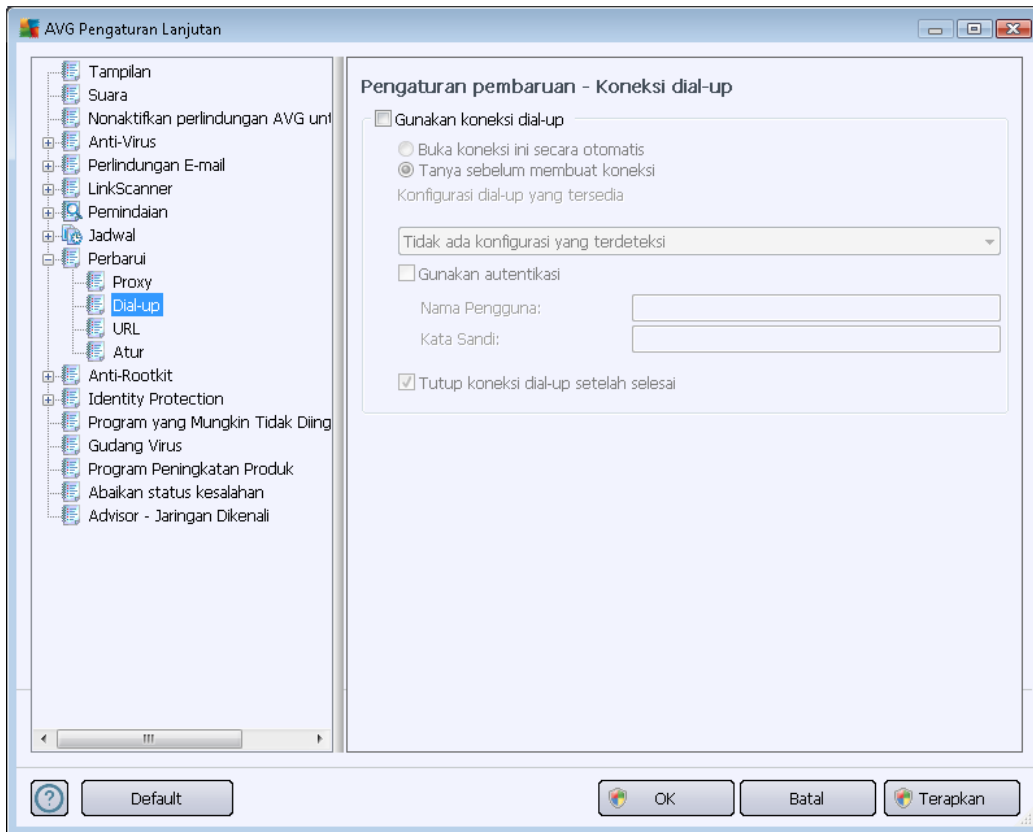 AVG Pengaturan Lanjutan
Tampilan
Suara
Nonaktifkan perlindungan AVG unt
Anti-Virus
Perlindungan E-mail
LinkScanner
Pemindaian
Jadwal
Perbarui
Proxy
Dial-up
URL
Atur
Anti-Rootkit
Identity Protection
Program yang Mungkin Tidak Diing
Gudang Virus
Program Peningkatan Produk
Abaikan status kesalahan
Advisor - Jaringan Dikenali
Pengaturan pembaruan - Koneksi dial-up
Gunakan koneksi dial-up
Buka koneksi ini secara otomatis
Tanya sebelum membuat koneksi
Konfigurasi dial-up yang tersedia
Tidak ada konfigurasi yang terdeteksi
Gunakan autentikasi
Nama Pengguna:
Kata Sandi:
Tutup koneksi dial-up setelah selesai
Default
OK
Batal
Terapkan